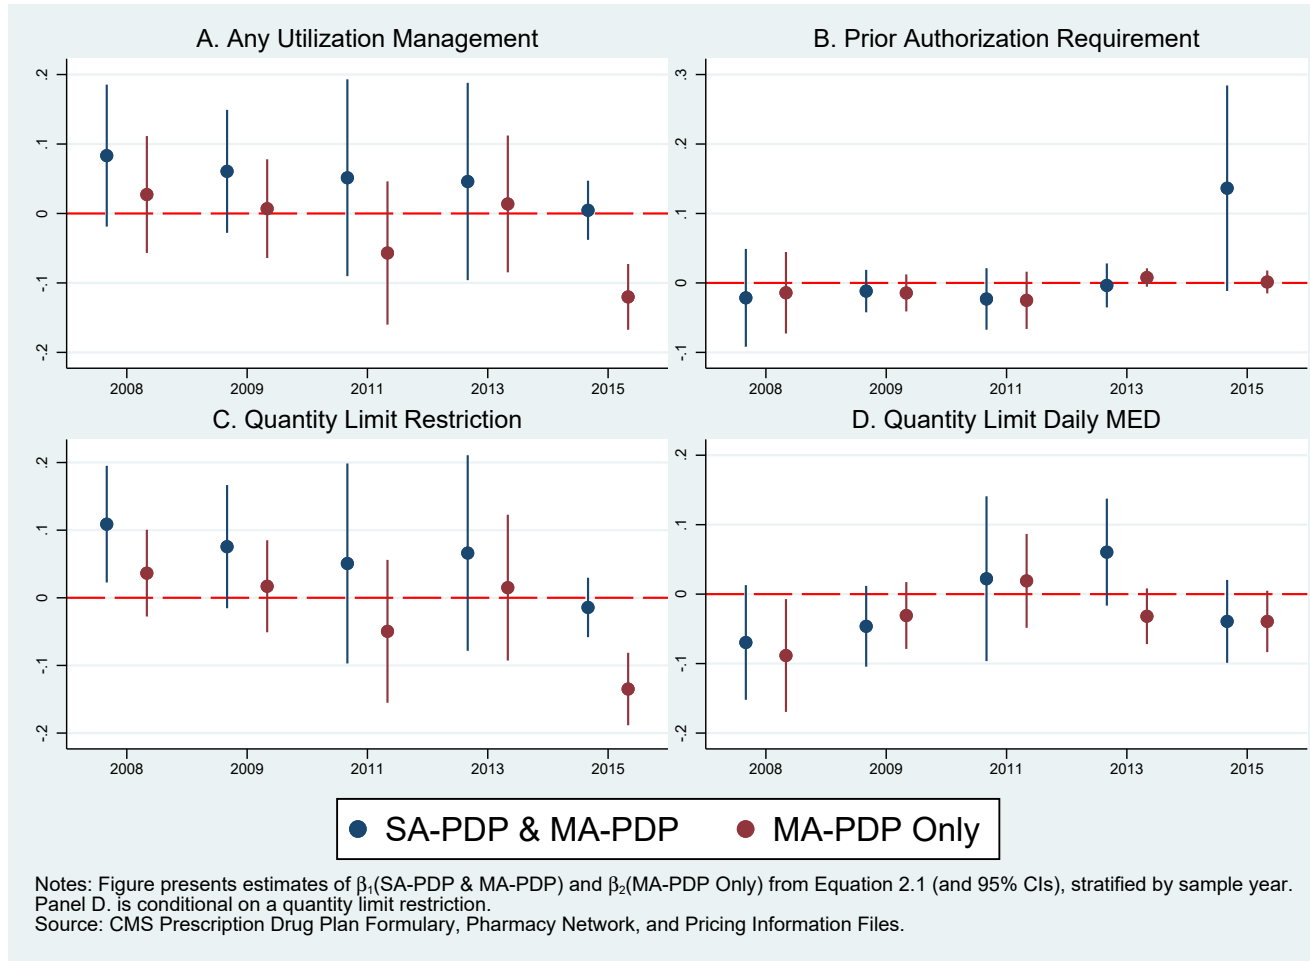 A. Any Utilization Management
.2
.1
0
-.1
-.2
2008 2009 2011 2013 2015
B. Prior Authorization Requirement
.3
.2
.1
0
-.1
2008 2009 2011 2013 2015
C. Quantity Limit Restriction
.2
.1
0
-.1
-.2
2008 2009 2011 2013 2015
D. Quantity Limit Daily MED
.2
.1
0
-.1
-.2
2008 2009 2011 2013 2015
SA-PDP & MA-PDP MA-PDP Only
Notes: Figure presents estimates of β₁(SA-PDP & MA-PDP) and β₂(MA-PDP Only) from Equation 2.1 (and 95% CIs), stratified by sample year.
Panel D. is conditional on a quantity limit restriction.
Source: CMS Prescription Drug Plan Formulary, Pharmacy Network, and Pricing Information Files.